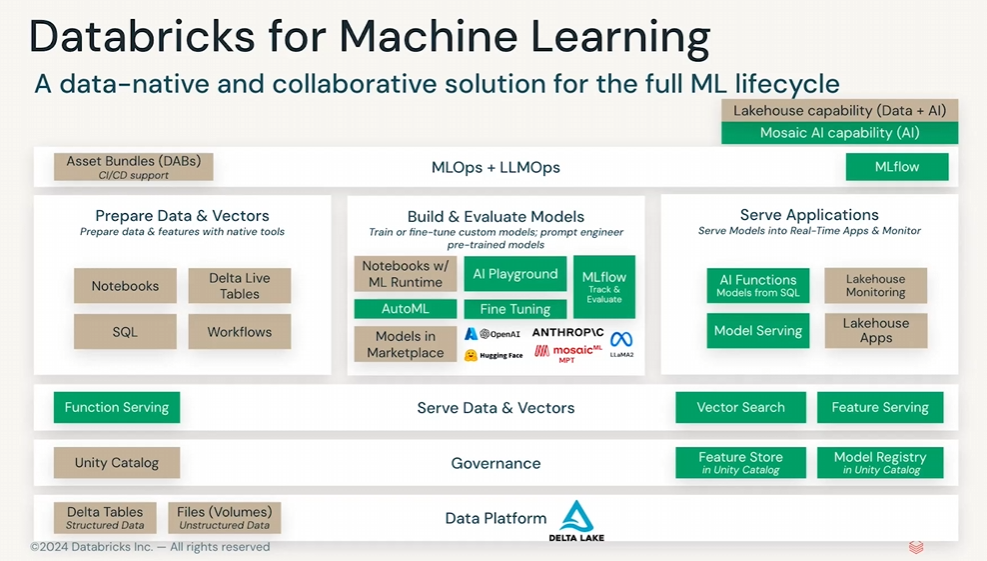 Databricks for Machine Learning
A data-native and collaborative solution for the full ML lifecycle
Lakehouse capability (Data + AI)
Mosaic AI capability (AI)
Asset Bundles (DABs)
CI/CD support
MLOps + LLMOps
MLflow
Prepare Data & Vectors
Prepare data & features with native tools
Notebooks
Delta Live
Tables
SQL
Workflows
Build & Evaluate Models
Train or fine-tune custom models; prompt engineer
pre-trained models
Notebooks w/
ML Runtime
AI Playground
MLflow
Track &
Evaluate
AutoML
Fine Tuning
Models in
Marketplace
OpenAI
ANTHROP\C
Hugging Face
mosaicML
MPT
LLaMA2
Serve Applications
Serve Models into Real-Time Apps & Monitor
AI Functions
Models from SQL
Lakehouse
Monitoring
Model Serving
Lakehouse
Apps
Function Serving
Serve Data & Vectors
Vector Search
Feature Serving
Unity Catalog
Governance
Feature Store
in Unity Catalog
Model Registry
in Unity Catalog
Delta Tables
Structured Data
Files (Volumes)
Unstructured Data
Data Platform
DELTA LAKE
©2024 Databricks Inc. — All rights reserved